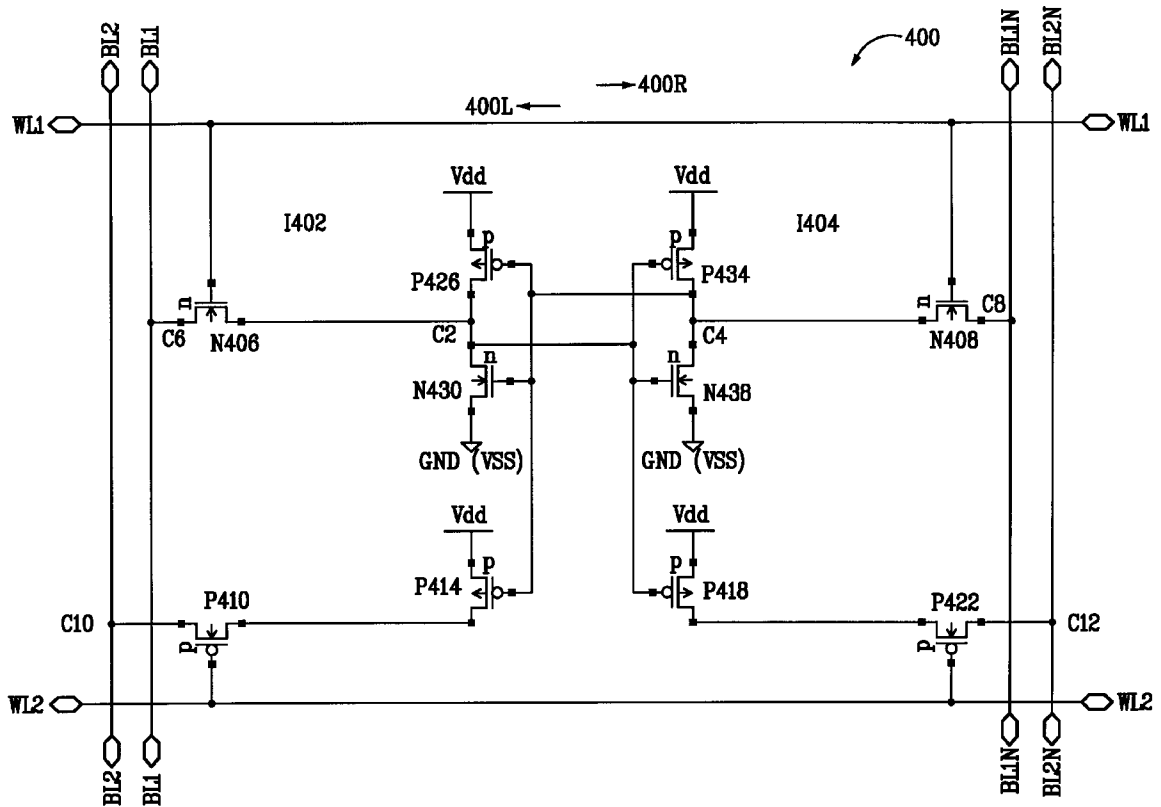 BL2
BL1
BL1N
BL2N
400
400R
400L
WL1
WL1
Vdd
Vdd
I402
I404
p
p
P426
P434
n
n
C6
N406
C2
C4
N408
C8
n
n
N430
N438
GND (VSS)
GND (VSS)
Vdd
Vdd
p
p
P414
P418
P410
P422
C10
C12
p
p
WL2
WL2
BL2
BL1
BL1N
BL2N